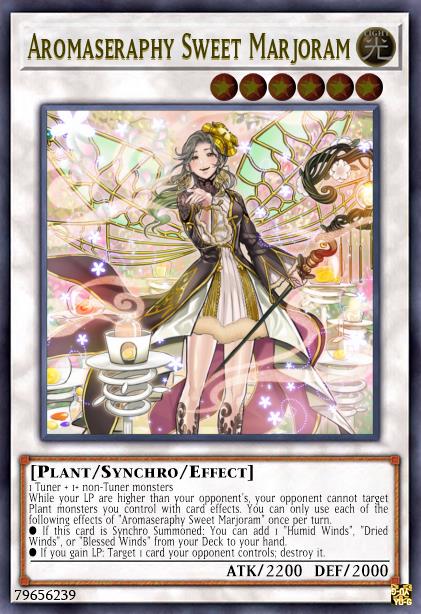 AROMASERAPHY SWEET MARJORAM
LIGHT
光
[PLANT/SYNCHRO/EFFECT]
1 Tuner + 1+ non-Tuner monsters
While your LP are higher than your opponent's, your opponent cannot target
Plant monsters you control with card effects. You can only use each of the
following effects of "Aromaseraphy Sweet Marjoram" once per turn.
● If this card is Synchro Summoned: You can add 1 "Humid Winds", "Dried
Winds", or "Blessed Winds" from your Deck to your hand.
● If you gain LP: Target 1 card your opponent controls; destroy it.
ATK/2200 DEF/2000
79656239